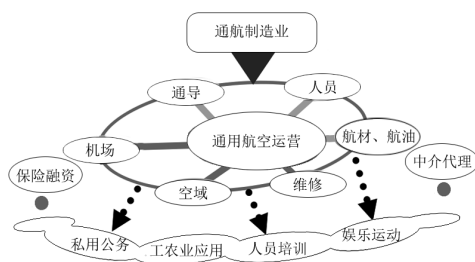 通航制造业
通导
人员
机场
通用航空运营
航材、航油
保险融资
中介代理
空域
维修
私用公务
工农业应用
人员培训
娱乐运动